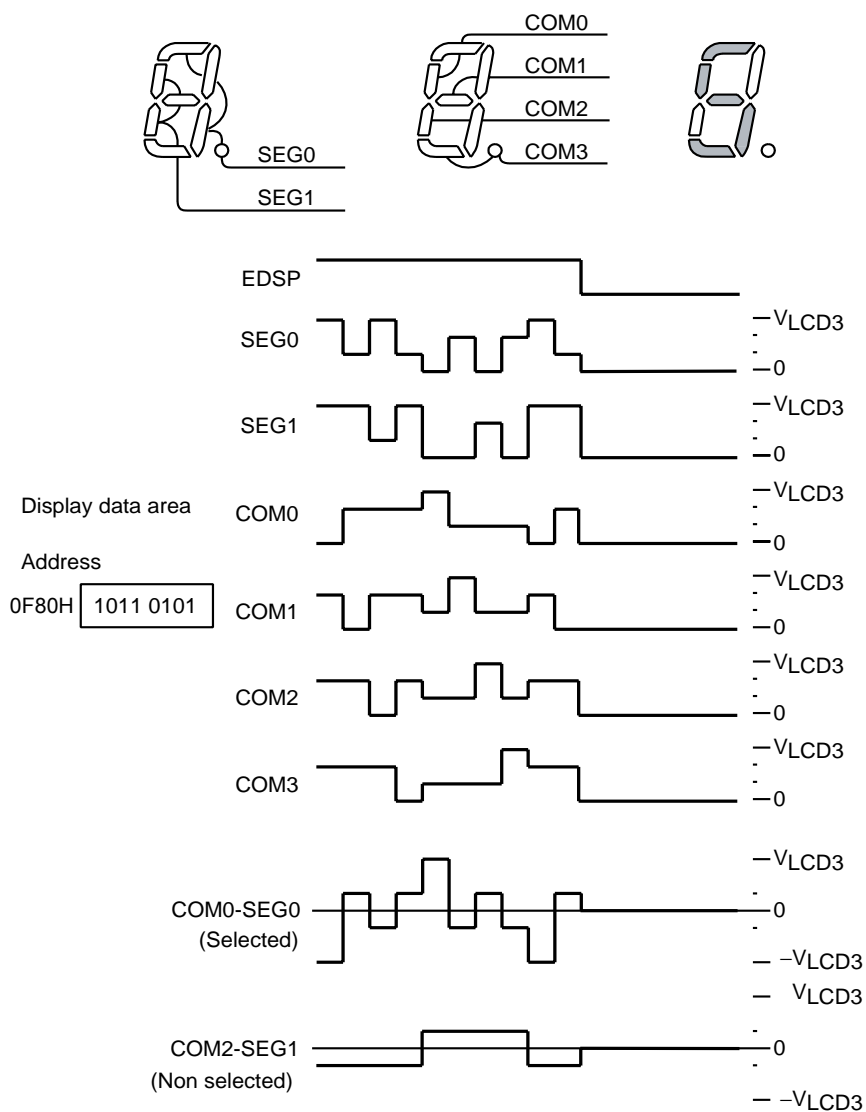 COM0
COM1
COM2
COM3
SEG0
SEG1
EDSP
SEG0
VLCD3
0
SEG1
VLCD3
0
Display data area
COM0
VLCD3
0
Address
0F80H 1011 0101
COM1
VLCD3
0
COM2
VLCD3
0
COM3
VLCD3
0
VLCD3
COM0-SEG0
0
(Selected)
−VLCD3
VLCD3
COM2-SEG1
0
(Non selected)
−VLCD3